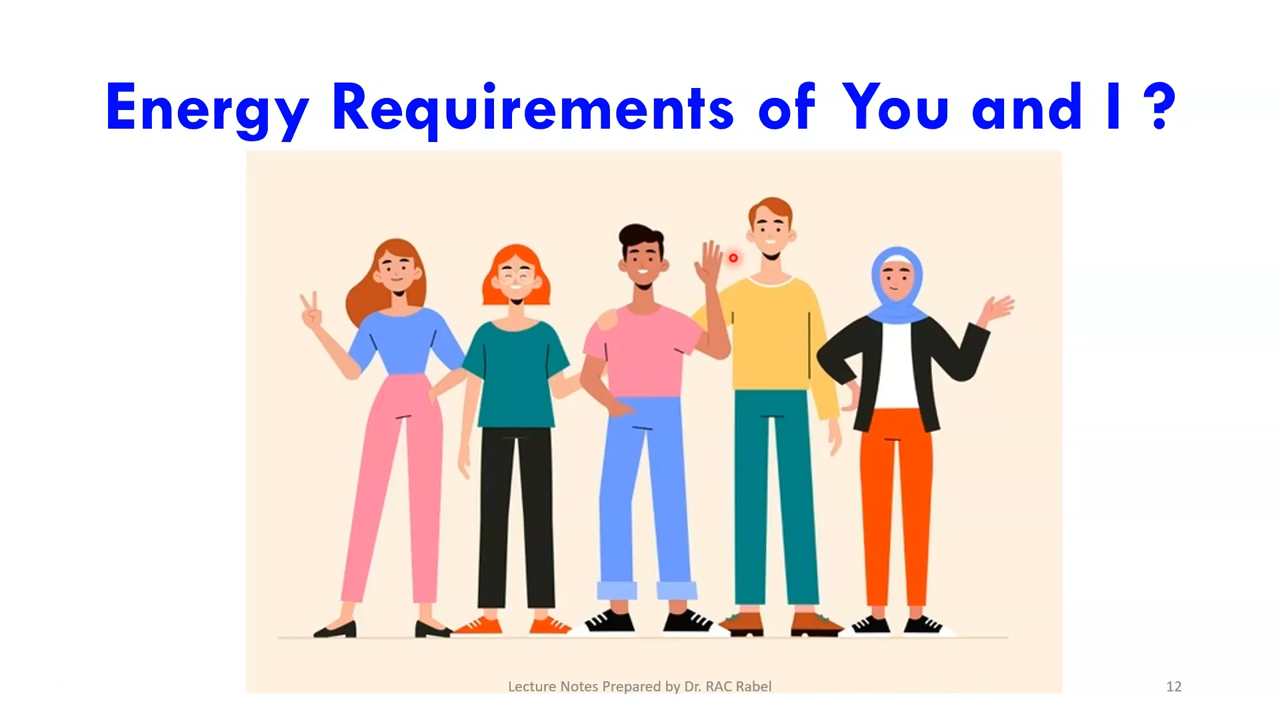 Energy Requirements of You and I ?
Lecture Notes Prepared by Dr. RAC Rabel
12